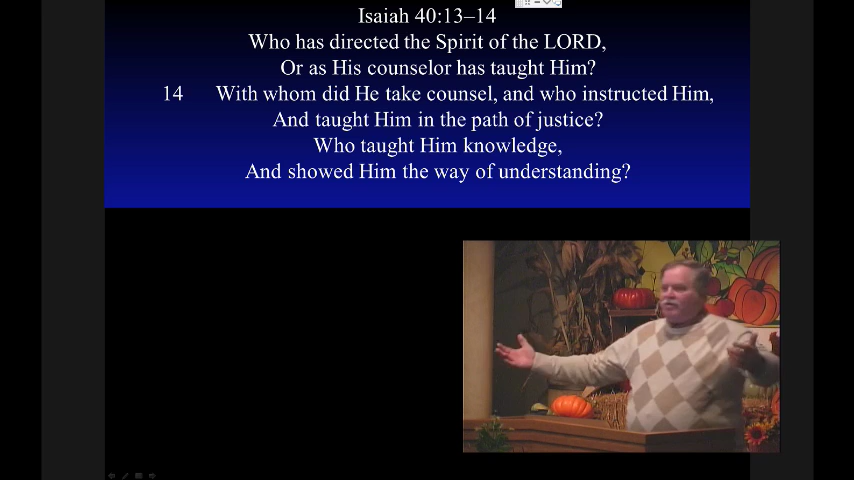 Isaiah 40:13–14
Who has directed the Spirit of the LORD,
Or as His counselor has taught Him?
14 With whom did He take counsel, and who instructed Him,
And taught Him in the path of justice?
Who taught Him knowledge,
And showed Him the way of understanding?